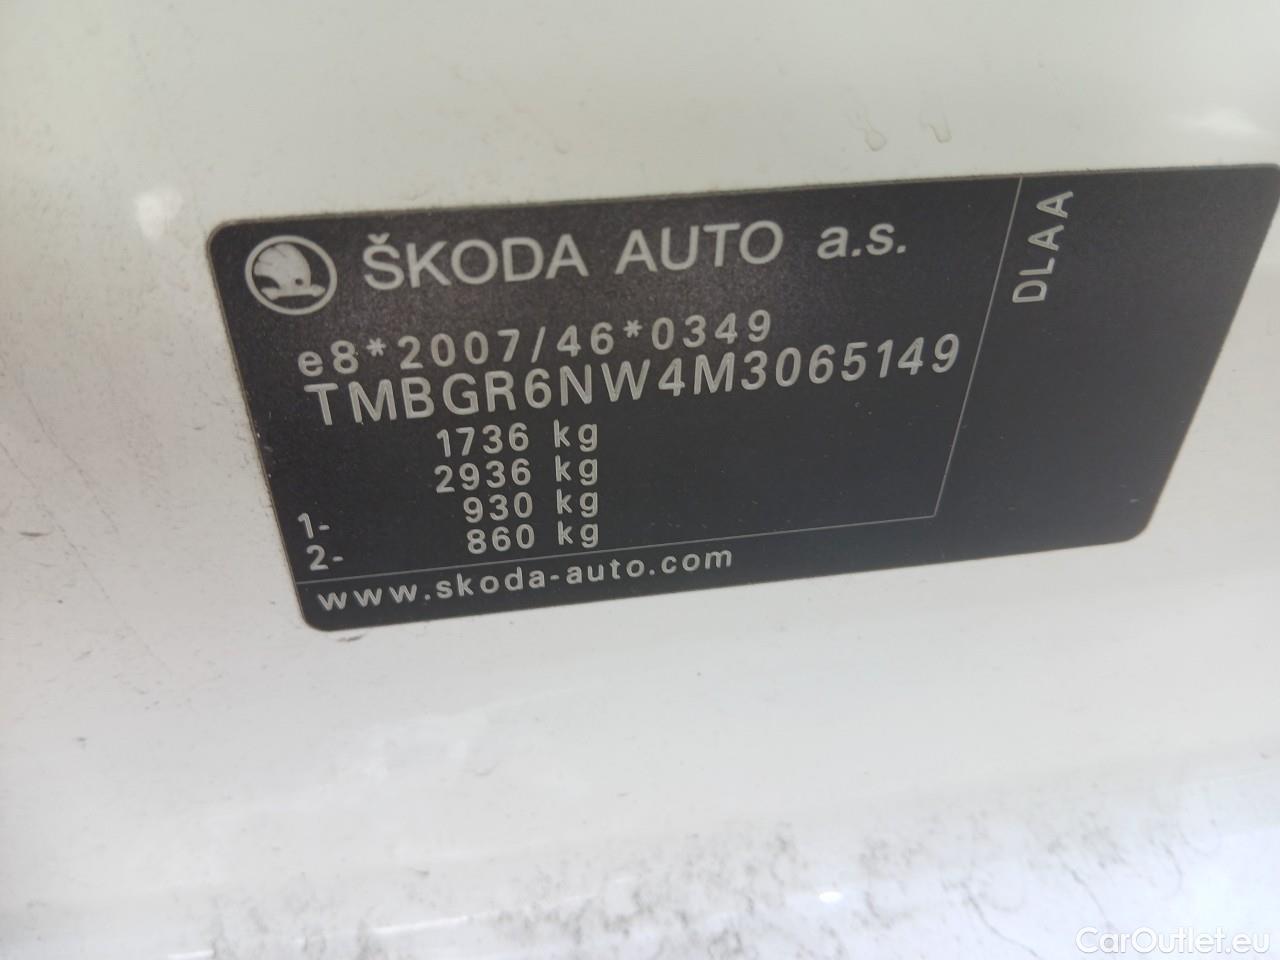 ŠKODA AUTO a.s.
e8*2007/46*0349
TMBGR6NW4M3065149
1736 kg
2936 kg
1- 930 kg
2- 860 kg
www.skoda-auto.com
DLAA
CarOutlet.eu